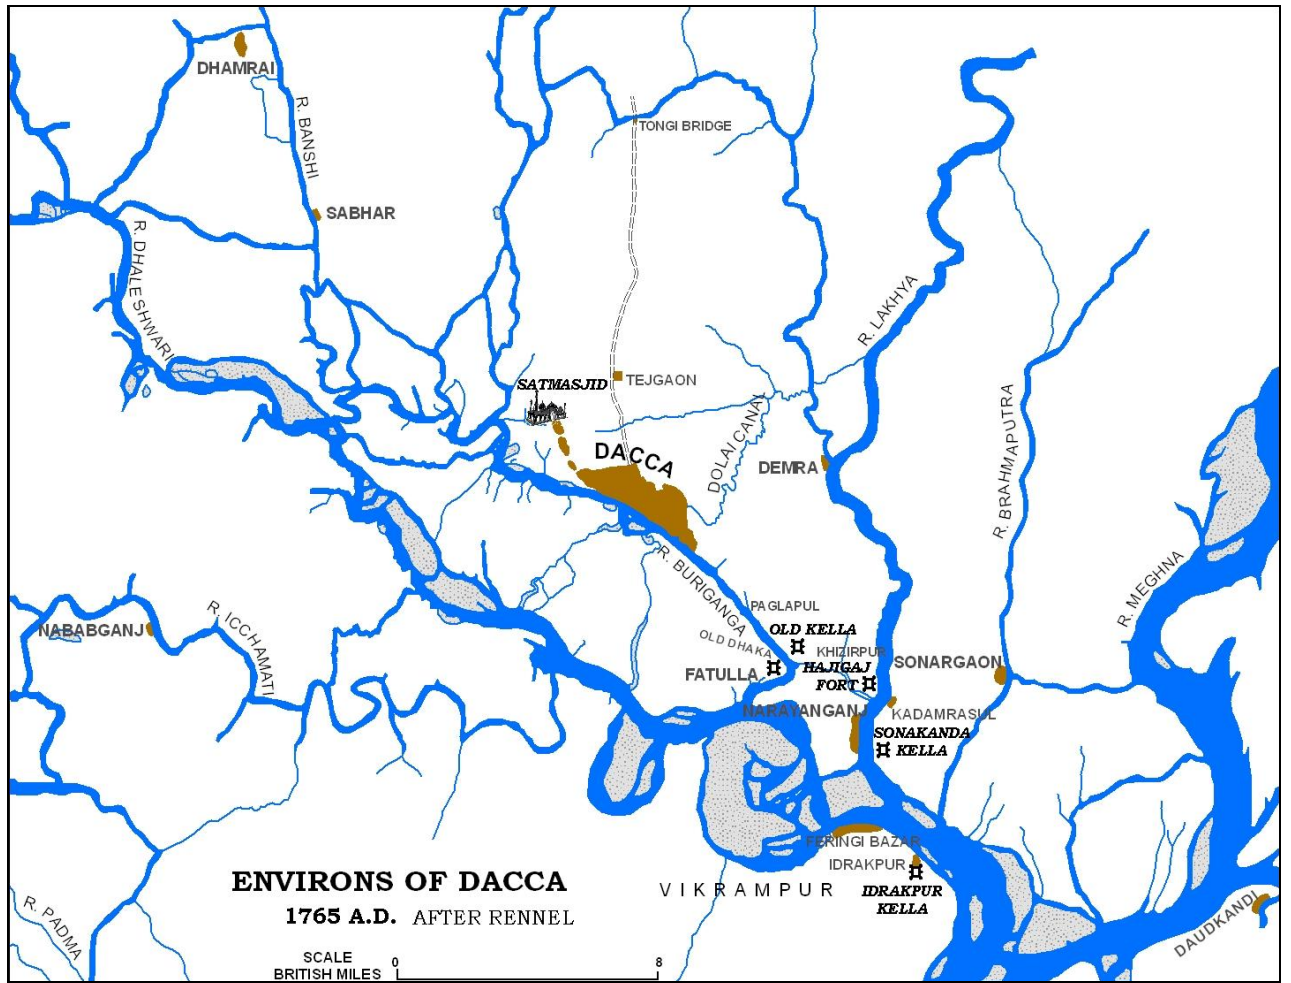 DHAMRAI
R. BANSHI
TONGI BRIDGE
SABHAR
R. DHALESHWARI
R. LAKHYA
SATMASJID
TEJGAON
R. BRAHMAPUTRA
DOLAI CANAL
DACCA
DEMRA
R. MEGHNA
R. BURIGANGA
PAGLAPUL
NABABGANJ
R. ICCHAMATI
OLD KELLA
OLD DHAKA
KHIZIRPUR
FATULLA
HAJIGAJ
FORT
SONARGAON
NARAYANGANJ
KADAMRASUL
SONAKANDA
KELLA
FERINGI BAZAR
IDRAKPUR
VIKRAMPUR
IDRAKPUR
KELLA
ENVIRONS OF DACCA
1765 A.D. AFTER RENNEL
R. PADMA
DAUDKANDI
SCALE
BRITISH MILES
0
8